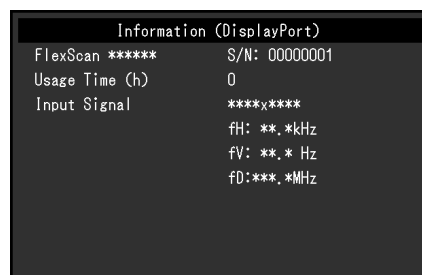 Information (DisplayPort)
FlexScan ****** S/N: 00000001
Usage Time (h) 0
Input Signal ****x****
fH: **.*kHz
fV: **.* Hz
fD:***.*MHz